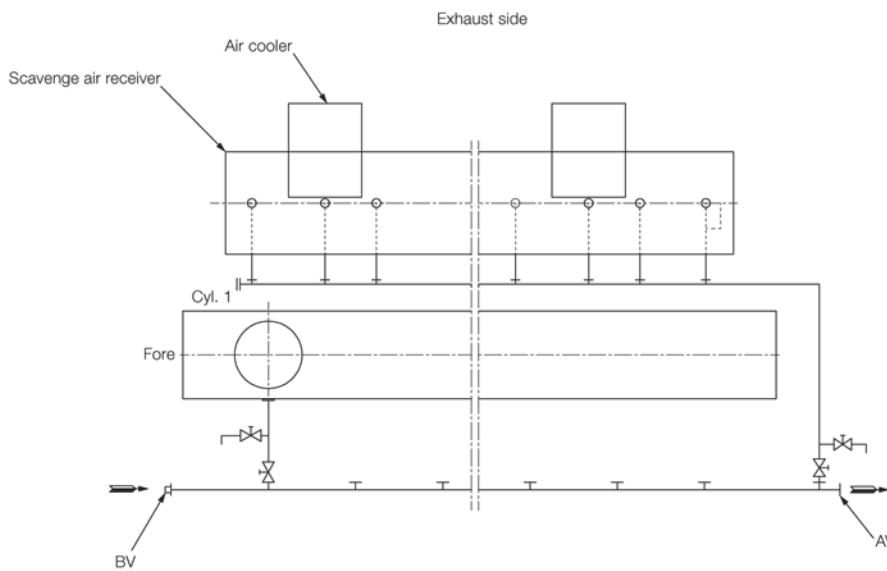 Exhaust side
Air cooler
Scavenge air receiver
Cyl. 1
Fore
BV
AV